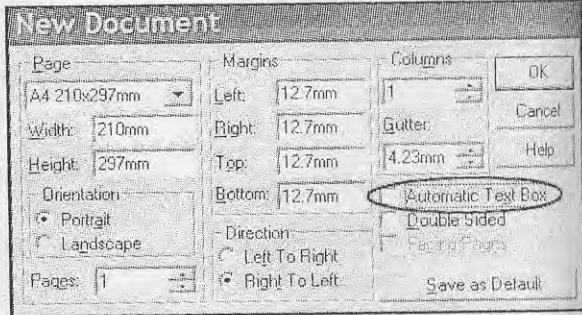 New Document
Page
A4 210x297mm
Width: 210mm
Height: 297mm
Orientation
Portrait
Landscape
Pages: 1
Margins
Left: 12.7mm
Right: 12.7mm
Top: 12.7mm
Bottom: 12.7mm
Direction
Left To Right
Right To Left
Columns
1
Gutter:
4.23mm
Automatic Text Box
Double Sided
Facing Pages
OK
Cancel
Help
Save as Default